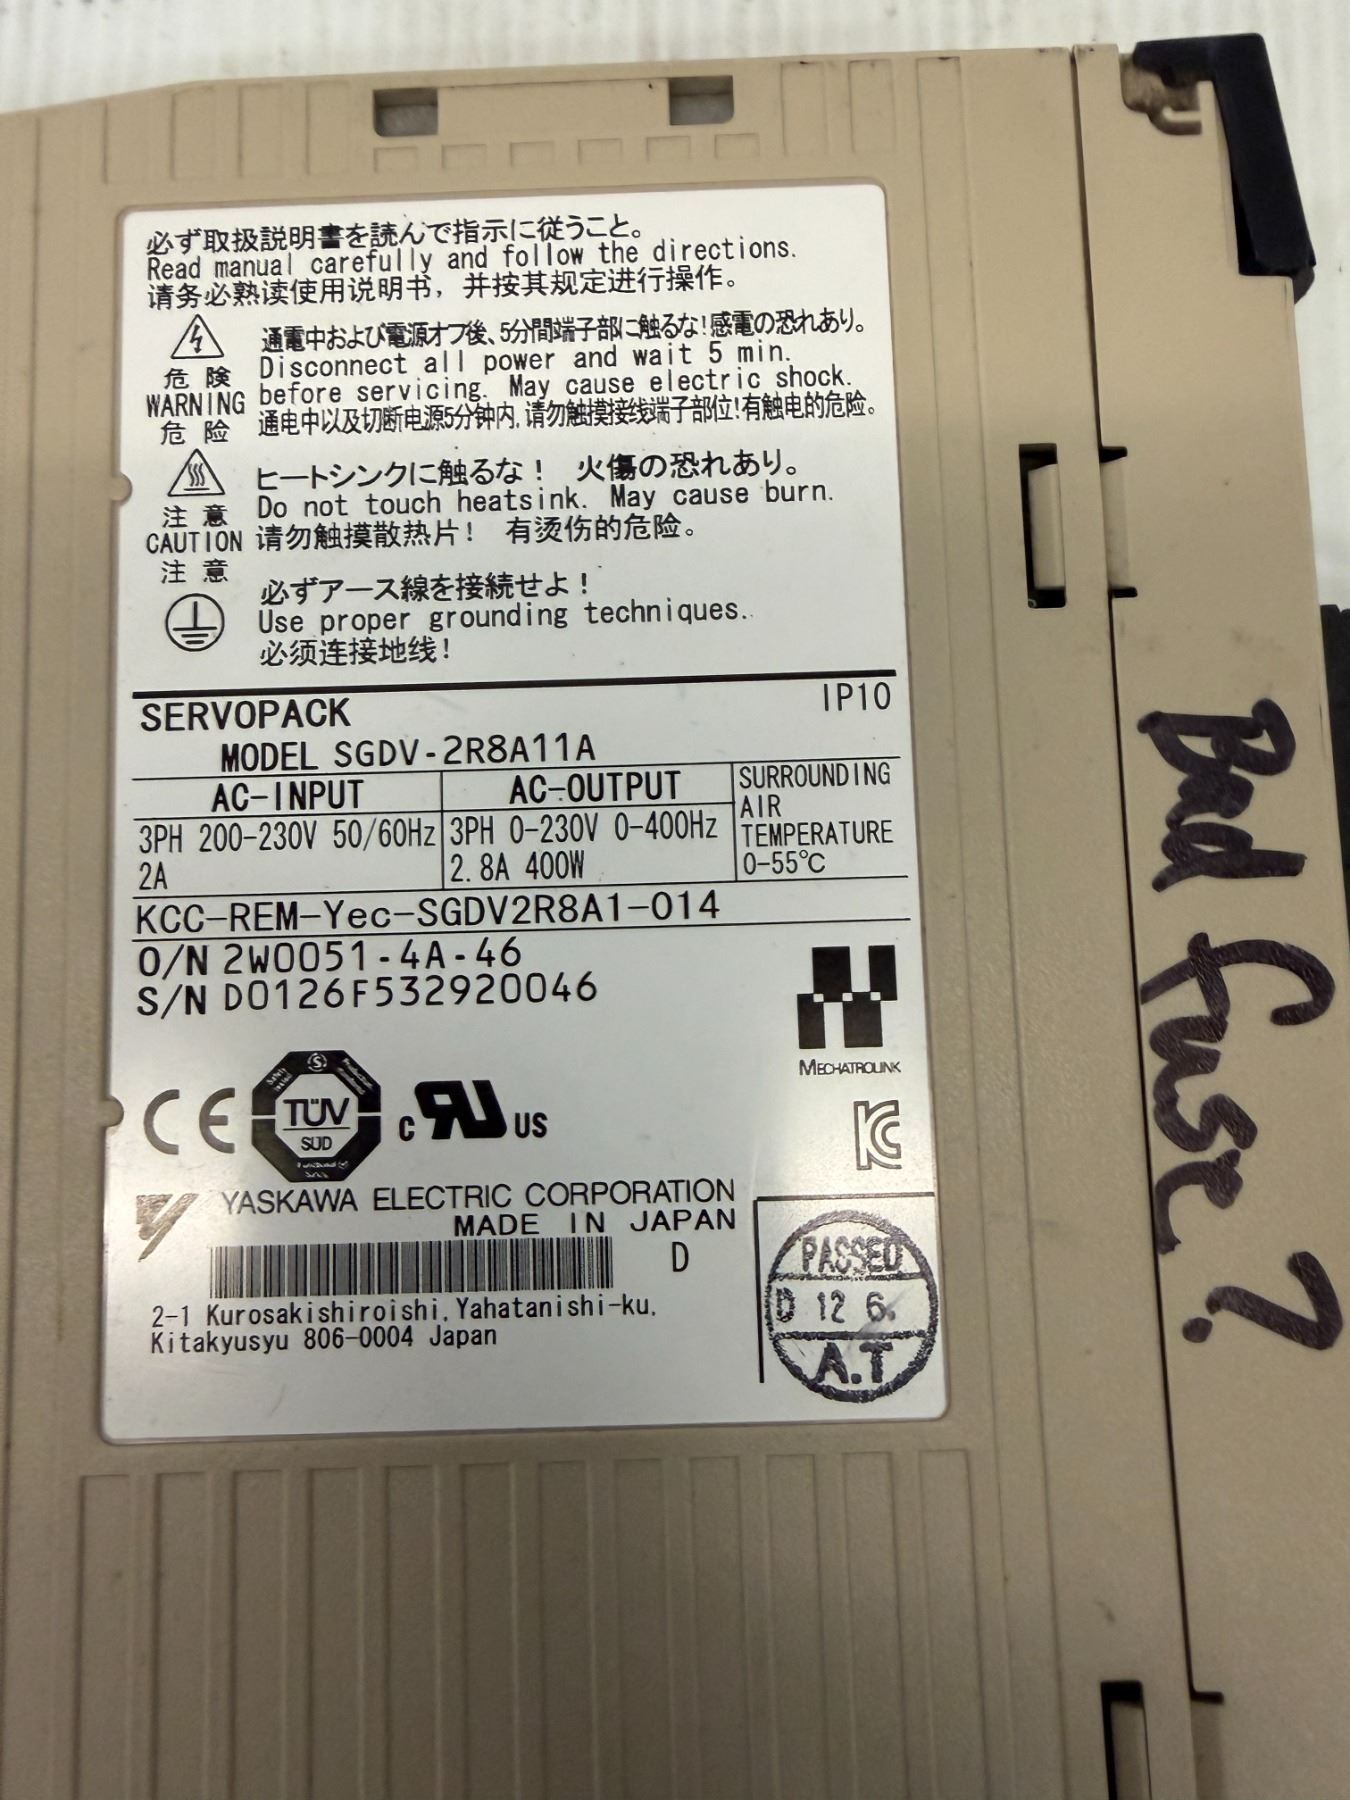 必ず取扱説明書を読んで指示に従うこと。
Read manual carefully and follow the directions.
请务必熟读使用说明书，并按其规定进行操作。
危険
WARNING
危险
通電中および電源オフ後、5分間端子部に触るな!感電の恐れあり。
Disconnect all power and wait 5 min.
before servicing. May cause electric shock.
通电中以及切断电源5分钟内,请勿触摸接线端子部位!有触电的危险。
注意
CAUTION
注意
ヒートシンクに触るな! 火傷の恐れあり。
Do not touch heatsink. May cause burn.
请勿触摸散热片! 有烫伤的危险。
必ずアース線を接続せよ!
Use proper grounding techniques.
必须连接地线!
SERVOPACK IP10
MODEL SGDV-2R8A11A
AC-INPUT
3PH 200-230V 50/60Hz
2A
AC-OUTPUT
3PH 0-230V 0-400Hz
2.8A 400W
SURROUNDING
AIR
TEMPERATURE
0-55℃
KCC-REM-Yec-SGDV2R8A1-014
O/N 2W0051-4A-46
S/N D0126F532920046
MECHATROLINK
CE
TÜV
SÜD
c RU US
KC
YASKAWA ELECTRIC CORPORATION
MADE IN JAPAN
D
2-1 Kurosakishiroishi,Yahatanishi-ku,
Kitakyusyu 806-0004 Japan
PASSED
D 12 6.
A.T
Bad fuse?